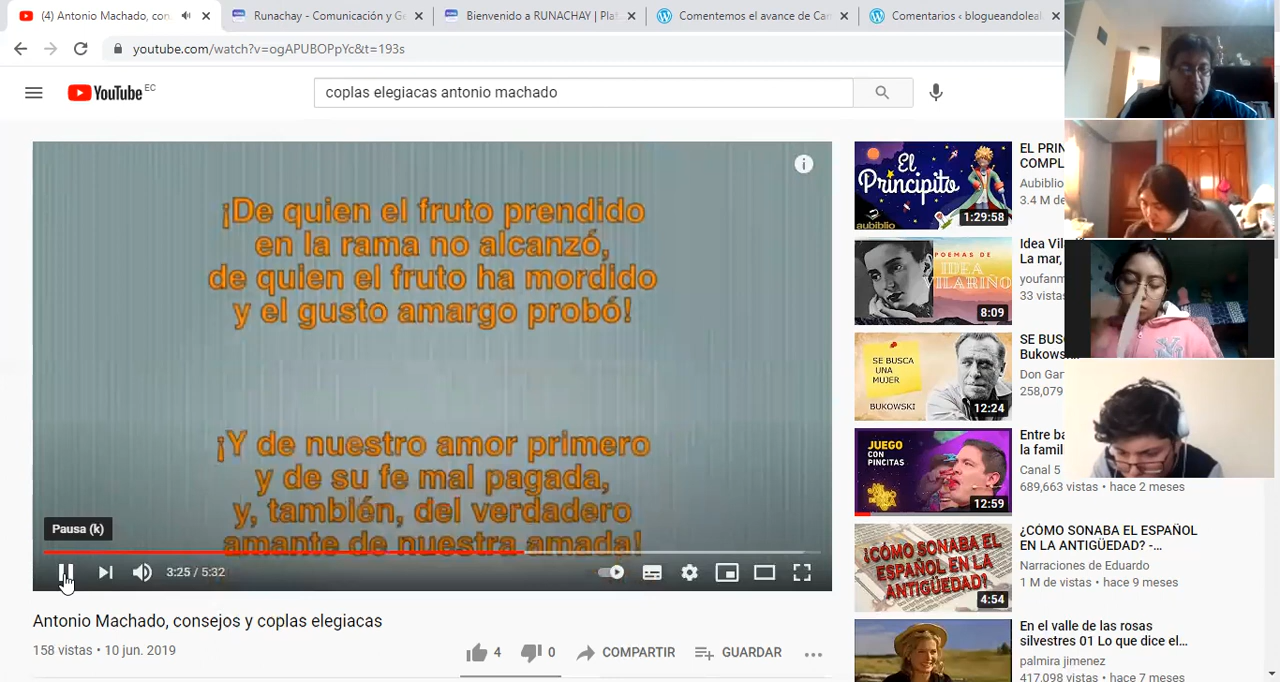 (4) Antonio Machado, con
Runachay - Comunicación y Ge
Bienvenido a RUNACHAY | Plat
Comentemos el avance de Car
Comentarios ‹ blogueandoleal
youtube.com/watch?v=ogAPUBOPpYc&t=193s
YouTube EC
coplas elegiacas antonio machado
¡De quien el fruto prendido
en la rama no alcanzó,
de quien el fruto ha mordido
y el gusto amargo probó!
¡Y de nuestro amor primero
y de su fe mal pagada,
y, también, del verdadero
amante de nuestra amada!
Pausa (k)
3:25 / 5:32
Antonio Machado, consejos y coplas elegiacas
158 vistas • 10 jun. 2019
4
0
COMPARTIR
GUARDAR
El
Principito
aubiblio
1:29:58
EL PRIN
COMPL
Aubiblio
3.4 M de
POEMAS DE
IDEA
VILARIÑO
8:09
Idea Vil
La mar,
youfanm
33 vistas
SE BUSCA
UNA
MUJER
BUKOWSKI
12:24
SE BUS
Bukows
Don Gar
258,079
JUEGO
CON
PINCITAS
12:59
Entre ba
la famil
Canal 5
689,663 vistas • hace 2 meses
¿CÓMO SONABA EL
ESPAÑOL
EN LA ANTIGÜEDAD?
4:54
¿CÓMO SONABA EL ESPAÑOL
EN LA ANTIGÜEDAD? -...
Narraciones de Eduardo
1 M de vistas • hace 9 meses
En el valle de las rosas
silvestres 01 Lo que dice el...
palmira jimenez
417,098 vistas • hace 7 meses